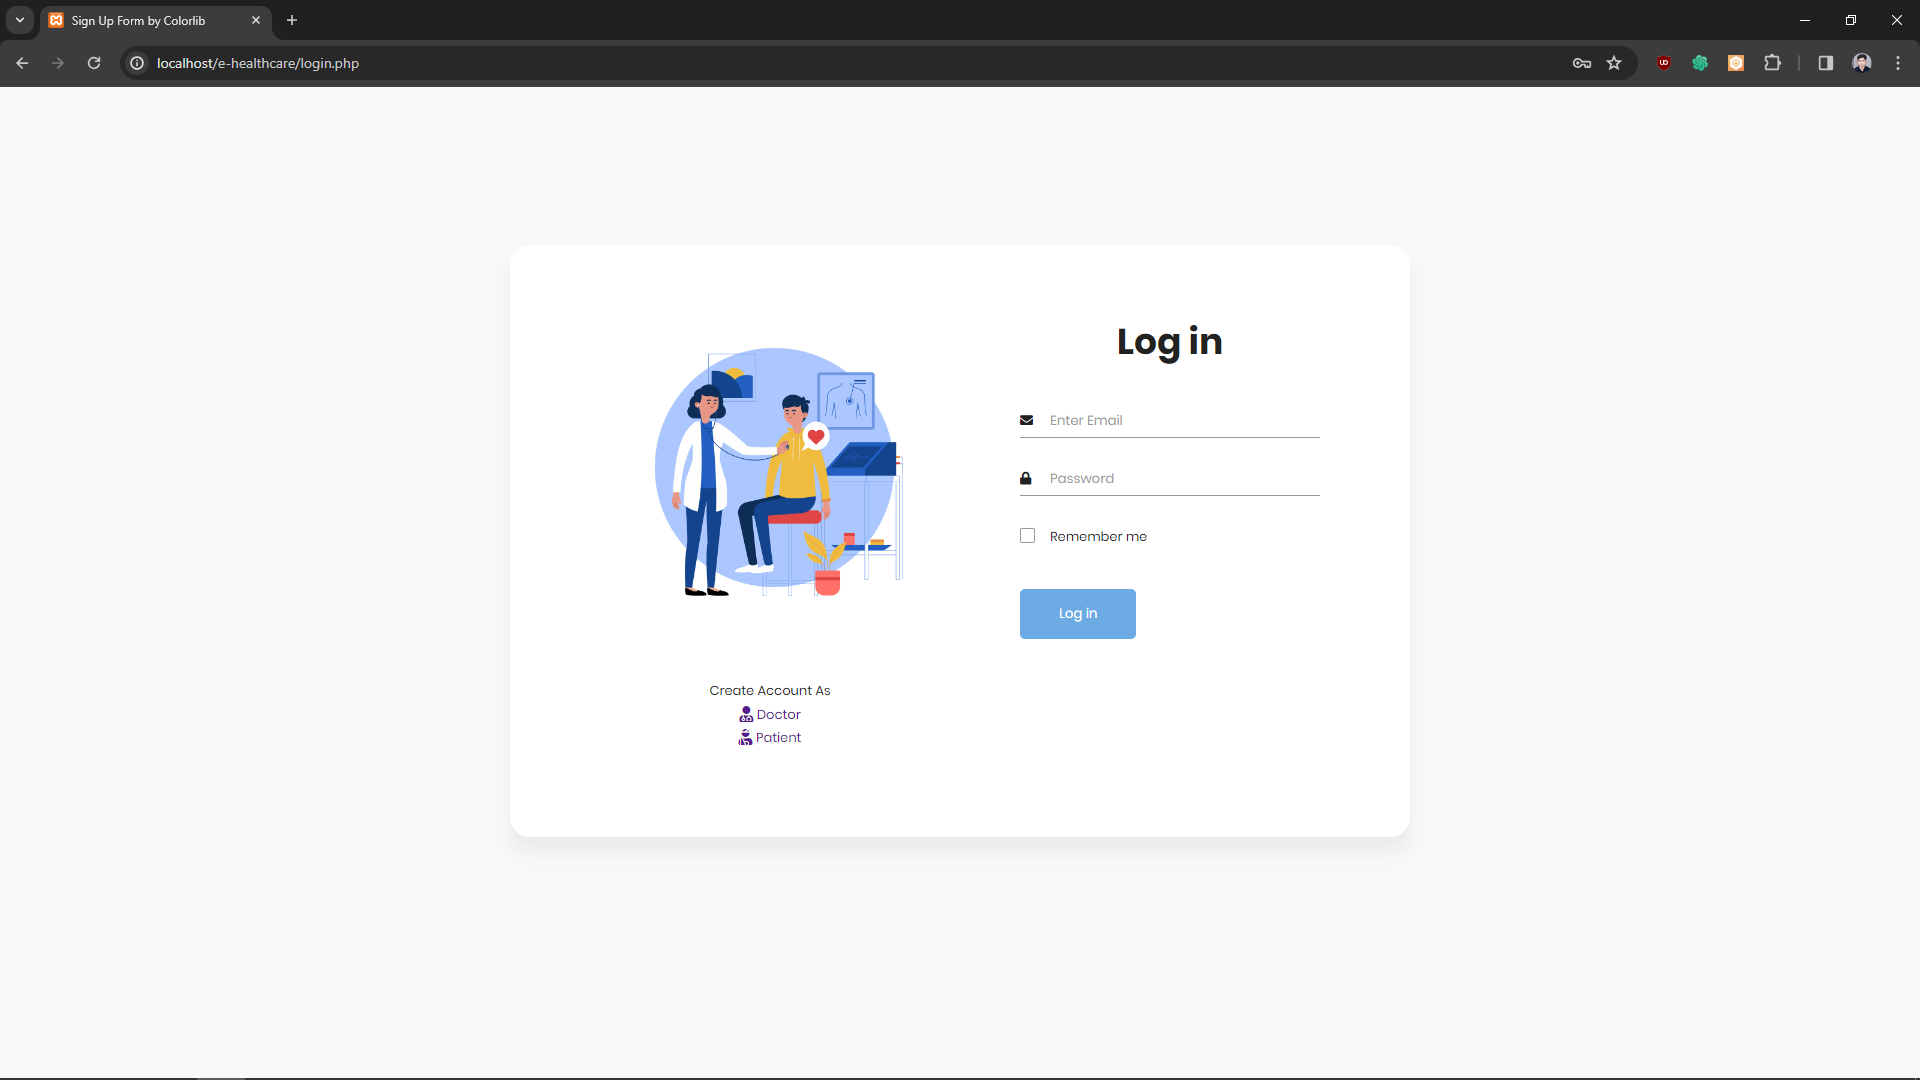 Sign Up Form by Colorlib
localhost/e-healthcare/login.php
Log in
Enter Email
Password
Remember me
Log in
Create Account As
Doctor
Patient